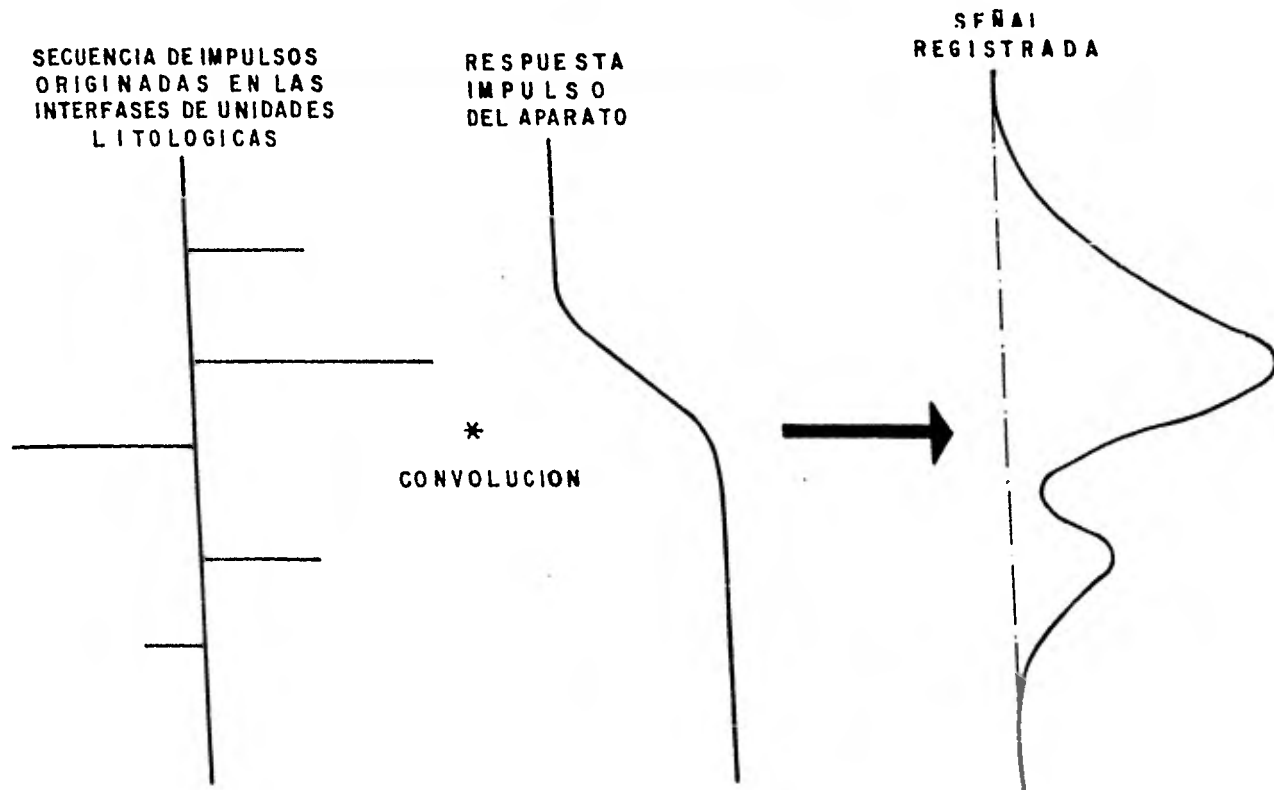 SECUENCIA DE IMPULSOS
ORIGINADAS EN LAS
INTERFASES DE UNIDADES
LITOLOGICAS
RESPUESTA
IMPULSO
DEL APARATO
SEÑAL
REGISTRADA
*
CONVOLUCION